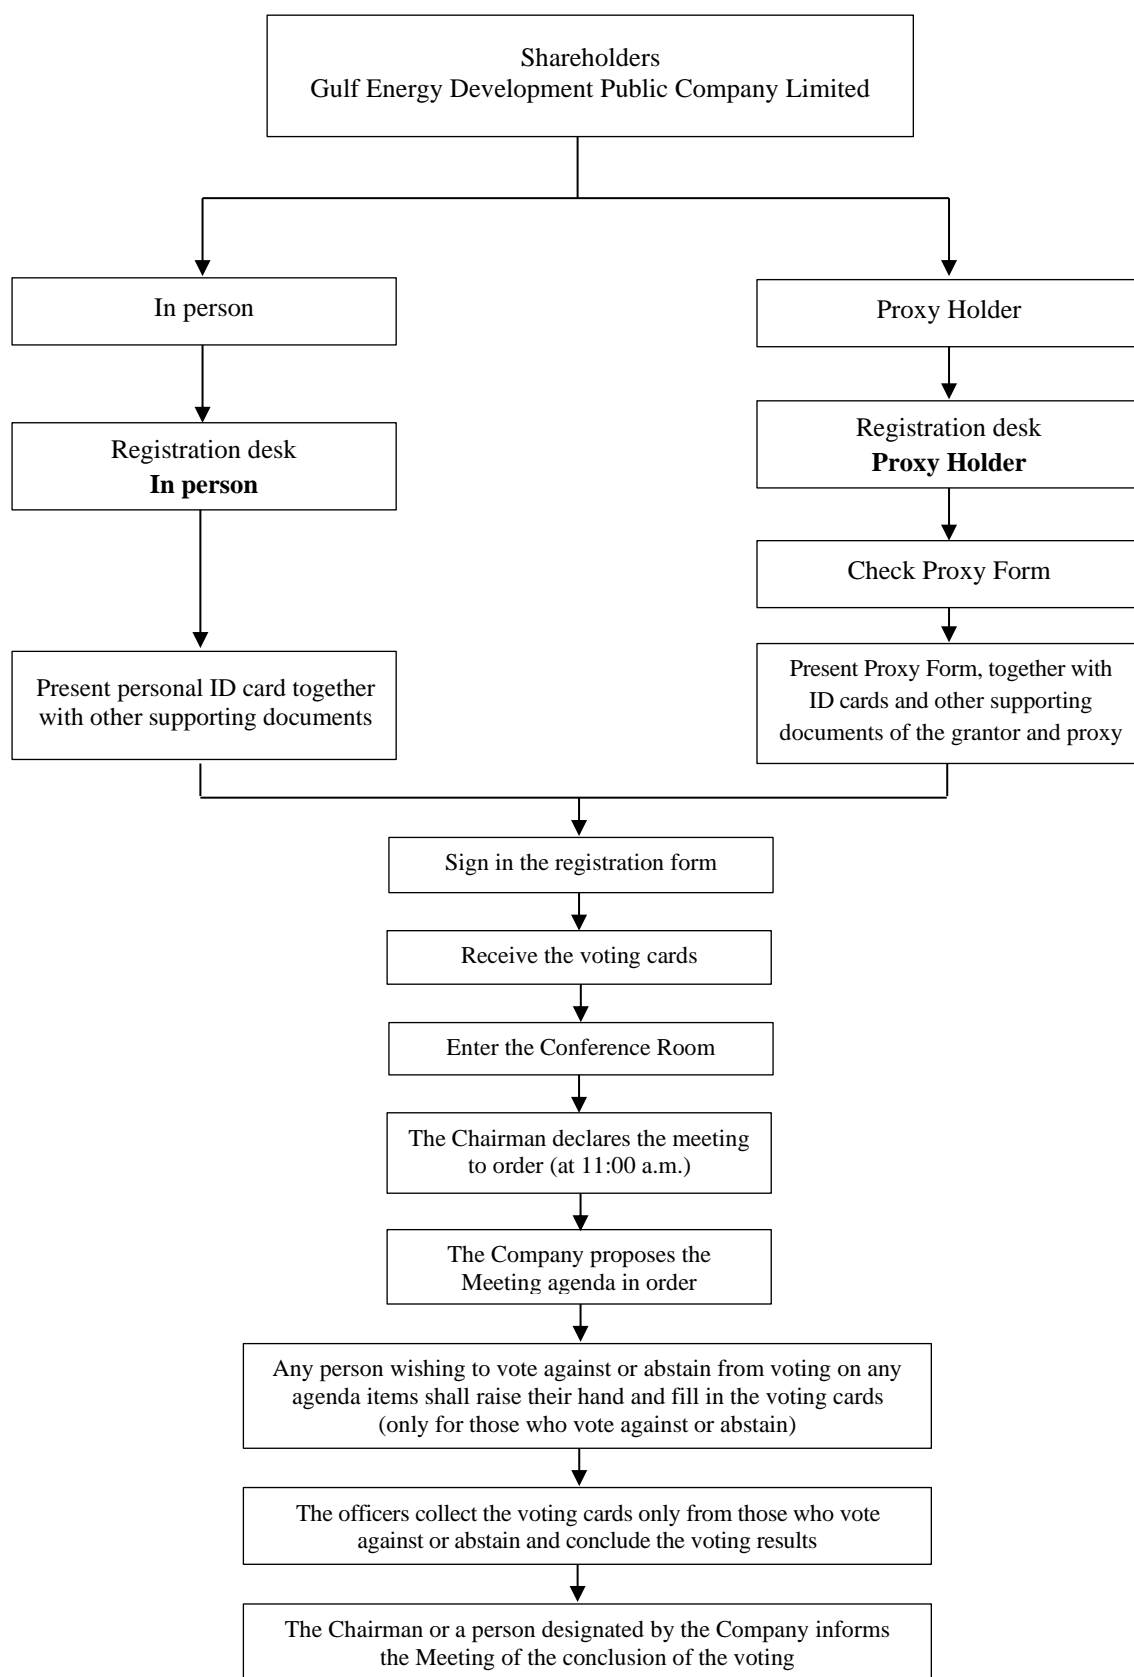 Shareholders
Gulf Energy Development Public Company Limited
In person
Proxy Holder
Registration desk
In person
Registration desk
Proxy Holder
Check Proxy Form
Present personal ID card together
with other supporting documents
Present Proxy Form, together with
ID cards and other supporting
documents of the grantor and proxy
Sign in the registration form
Receive the voting cards
Enter the Conference Room
The Chairman declares the meeting
to order (at 11:00 a.m.)
The Company proposes the
Meeting agenda in order
Any person wishing to vote against or abstain from voting on any
agenda items shall raise their hand and fill in the voting cards
(only for those who vote against or abstain)
The officers collect the voting cards only from those who vote
against or abstain and conclude the voting results
The Chairman or a person designated by the Company informs
the Meeting of the conclusion of the voting